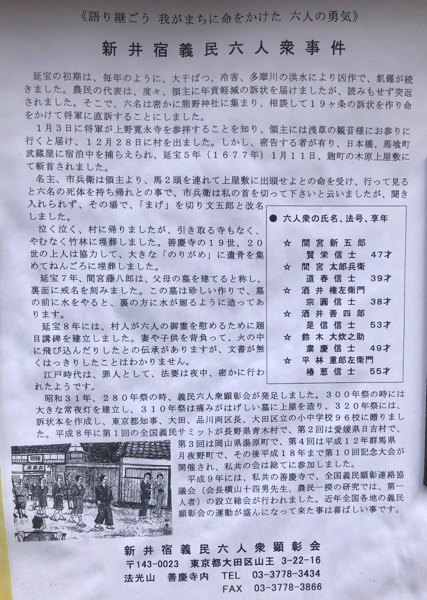 《語り継ごう 我がまちに命をかけた 六人の勇気》
新井宿義民六人衆事件
延宝の初期は、毎年のように、大干ばつ、冷害、多摩川の洪水により凶作で、飢饉が続
きました。農民の代表は、度々、領主に年貢軽減の訴状を届けましたが、読みもせず突返
されました。そこで、六名は密かに熊野神社に集まり、相談して19ヶ条の訴状を作り命
をかけて将軍に直訴することにしました。
1月3日に将軍が上野寛永寺を参拝することを知り、領主には浅草の観音様にお参りに
行くと届け、12月28日に村を出ました。しかし、密告する者が有り、日本橋、馬喰町
武蔵屋に宿泊中を捕らえられ、延宝5年(1677年)1月11日、麹町の木原上屋敷に
て斬首されました。
名主、市兵衛は領主より、馬2頭を連れて上屋敷に出頭せよとの命を受け、行って見る
と六名の死体を持ち帰れとの事で、市兵衛は私の首を切って下さいと云いましたが、聞き
入れられず、その場で、「まげ」を切り文五郎と改名
しました。
泣く泣く、村に帰りましたが、引き取る寺もなく、
やむなく竹林に埋葬しました。善慶寺の19世、20
世の上人は協力して、大きな「のりがめ」に遺骨を集
めてねんごろに埋葬しました。
延宝7年、間宮藤八郎は、父母の墓を建てると称し、
裏面に戒名を刻みました。この墓は珍しい作りで、墓
の前に水をやると、裏の方に水が廻るように造ってあ
ります。
延宝8年には、村人が六人の御霊を慰めるために題
目講碑を建立しました。妻や子供を背負って、火の中
に飛び込んだりしたとの伝承がありますが、文書が無
くはっきりしたことはわかりません。
江戸時代は、罪人として、法要は夜中、密かに行わ
れたようです。
● 六人衆の氏名、法号、享年
☆ 間宮新五郎
賢栄信士 47才
☆ 間宮太郎兵衛
道春信士 39才
☆ 酒井権左衛門
宗圓信士 38才
☆ 酒井善四郎
是信信士 53才
☆ 鈴木大炊之助
粛慶信士 49才
☆ 平林重郎左衛門
椿葱信士 55才
昭和31年、280年祭の時、義民六人衆顕彰会が発足しました。300年祭の時には
大きな常夜灯を建立し、310年祭は痛みがはげしい墓に上屋を造り、320年祭には、
訴状本を作成し、東京都知事、大田、品川両区長、大田区立の小中学校96校に贈りまし
た。平成8年に第1回の全国義民サミットが長野県青木村で、第2回は愛媛県日吉村で、
第3回は岡山県湯原町で、第4回は平成12年群馬県
月夜野町で、その後平成18年まで第10回記念大会が
開催され、私共の会は総てに参加しました。
平成9年には、私共の善慶寺で、全国義民顕彰連絡協
議会(会長横山十四男先生、農民一揆の研究では、第一
人者)の設立総会が行われました。近年全国各地の義民
顕彰会の運動が盛んになって来た事は喜ばしい事です。
新井宿義民六人衆顕彰会
〒143-0023 東京都大田区山王 3-22-16
法光山 善慶寺内 TEL 03-3778-3434
FAX 03-3778-3866